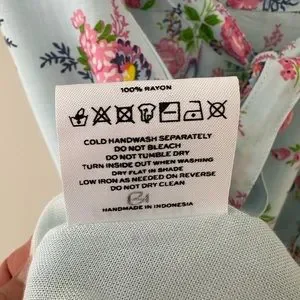 100% RAYON
COLD HANDWASH SEPARATELY
DO NOT BLEACH
DO NOT TUMBLE DRY
TURN INSIDE OUT WHEN WASHING
DRY FLAT IN SHADE
LOW IRON AS NEEDED ON REVERSE
DO NOT DRY CLEAN
HANDMADE IN INDONESIA